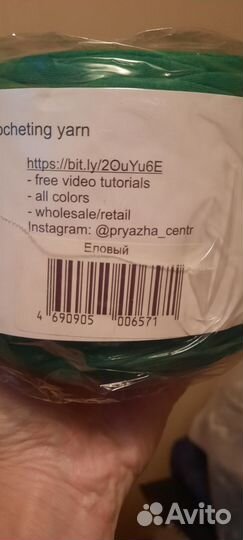 ocheting yarn
https://bit.ly/2OuYu6E
- free video tutorials
- all colors
- wholesale/retail
Instagram: @pryazha_centr
Еловый
4 690905 006571
Avito